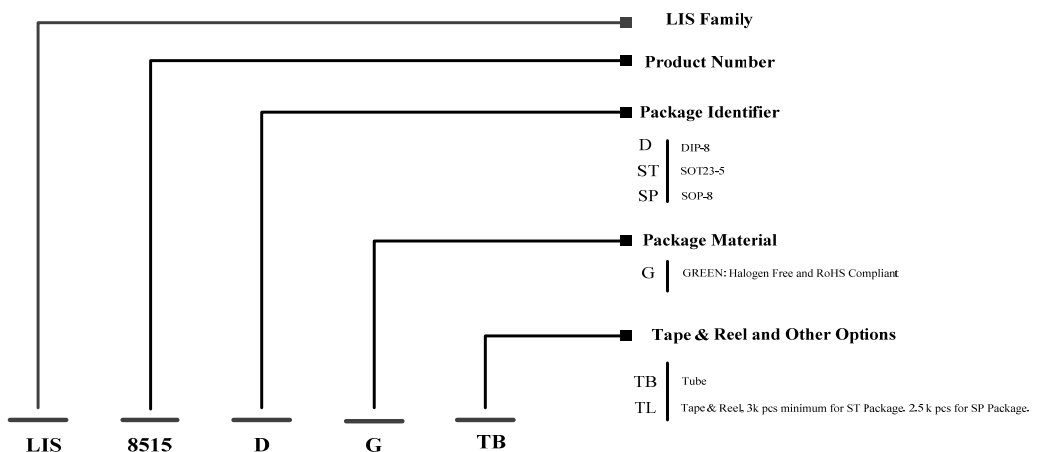 LIS Family
Product Number
Package Identifier
D DIP-8
ST SOT23-5
SP SOP-8
Package Material
G GREEN: Halogen Free and RoHS Compliant
Tape & Reel and Other Options
TB Tube
TL Tape & Reel, 3k pcs minimum for ST Package. 2.5 k pcs for SP Package.
LIS 8515 D G TB